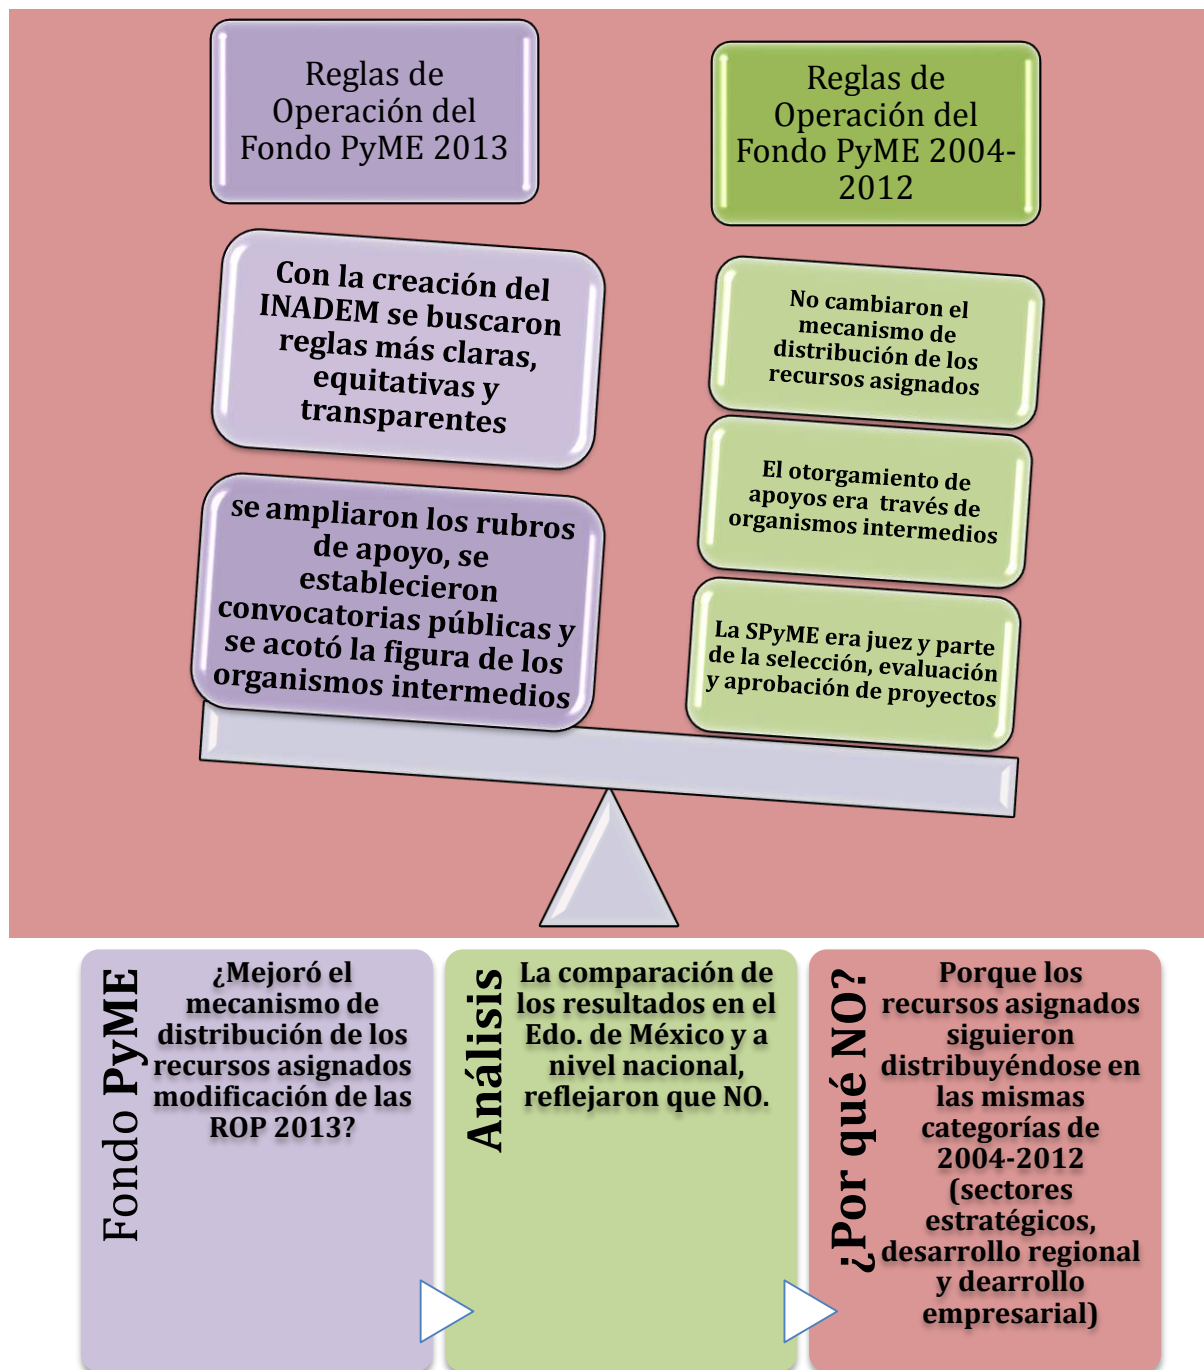 Reglas de
Operación del
Fondo PyME 2013
Reglas de
Operación del
Fondo PyME 2004-
2012
Con la creación del
INADEM se buscaron
reglas más claras,
equitativas y
transparentes
se ampliaron los rubros
de apoyo, se
establecieron
convocatorias públicas y
se acotó la figura de los
organismos intermedios
No cambiaron el
mecanismo de
distribución de los
recursos asignados
El otorgamiento de
apoyos era través de
organismos intermedios
La SPyME era juez y parte
de la selección, evaluación
y aprobación de proyectos
Fondo PyME
¿Mejoró el
mecanismo de
distribución de los
recursos asignados
modificación de las
ROP 2013?
Análisis
La comparación de
los resultados en el
Edo. de México y a
nivel nacional,
reflejaron que NO.
¿Por qué NO?
Porque los
recursos asignados
siguieron
distribuyéndose en
las mismas
categorías de
2004-2012
(sectores
estratégicos,
desarrollo regional
y dearrollo
empresarial)